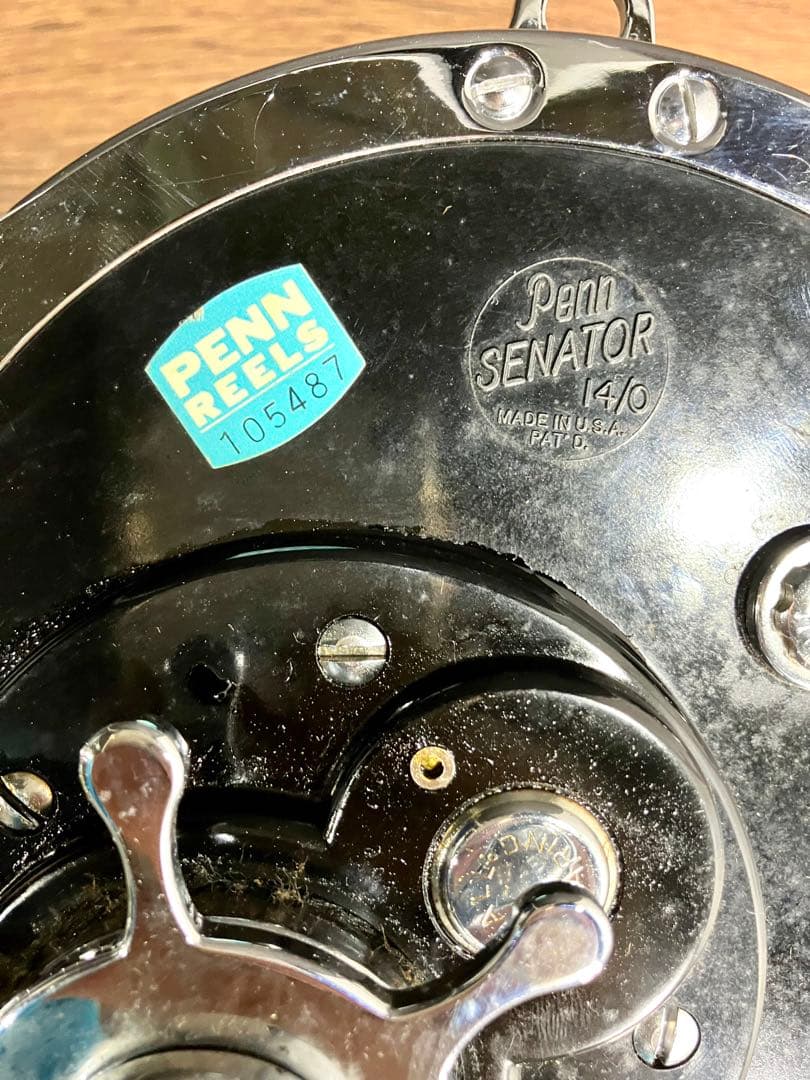 PENN
REELS
105487
Penn
SENATOR
14/0
MADE IN U.S.A.
PAT'D.